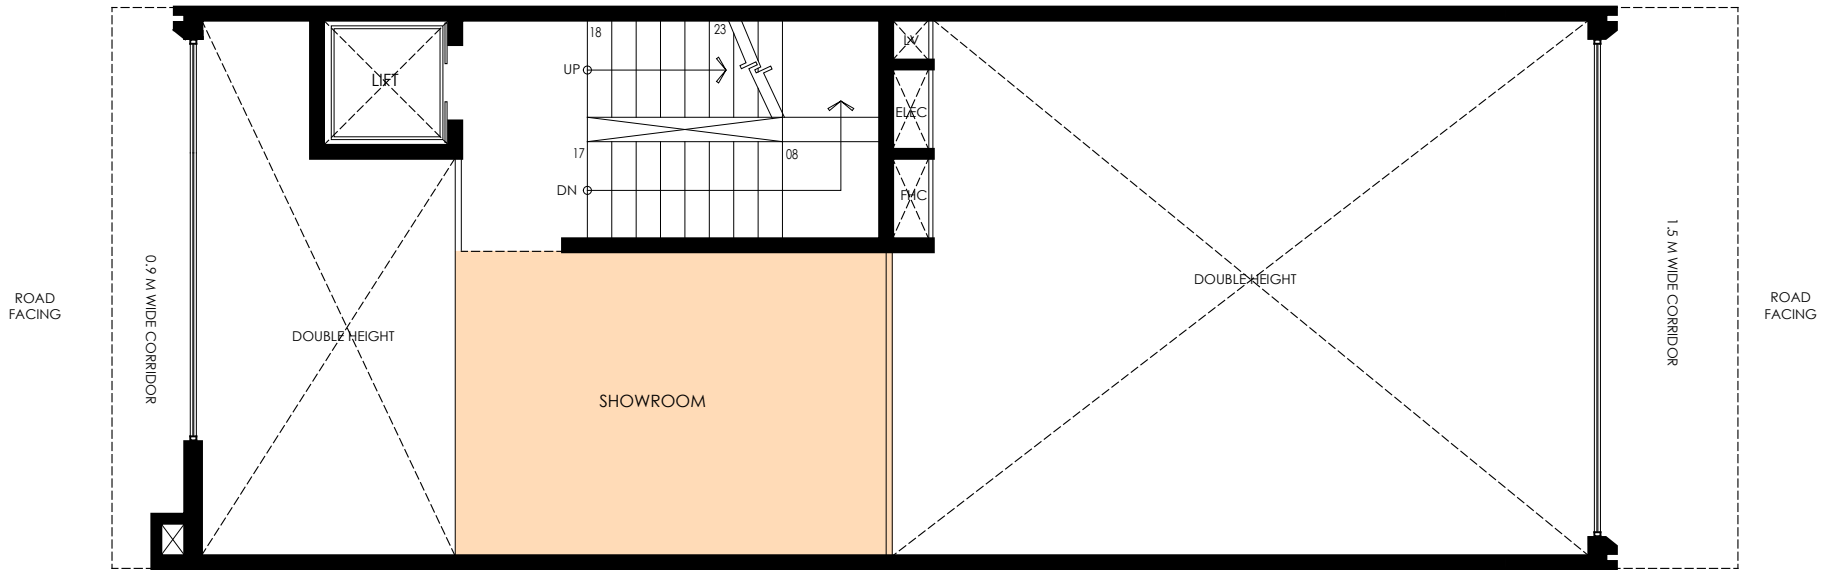 18
23
LV
UP
LIFT
ELEC
17
08
DN
FHC
0.9 M WIDE CORRIDOR
1.5 M WIDE CORRIDOR
DOUBLE HEIGHT
ROAD
FACING
ROAD
FACING
DOUBLE HEIGHT
SHOWROOM